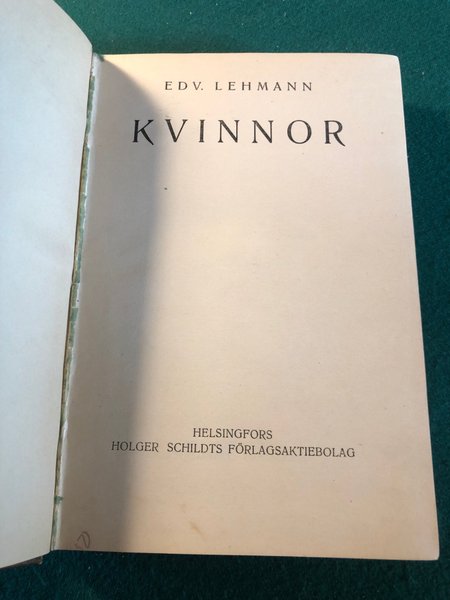 EDV. LEHMANN
KVINNOR
HELSINGFORS
HOLGER SCHILDTS FÖRLAGSAKTIEBOLAG